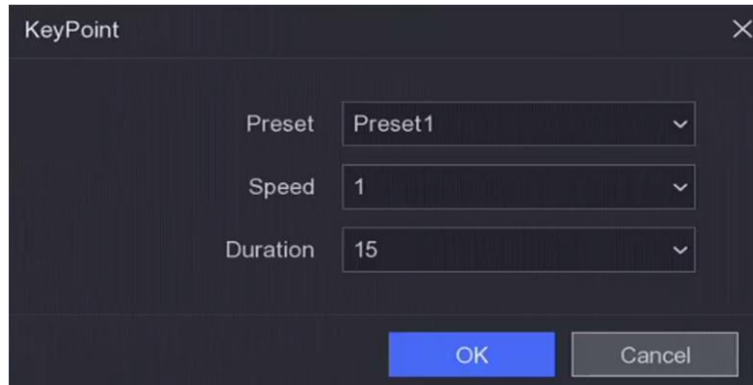 KeyPoint
Preset Preset1
Speed 1
Duration 15
OK Cancel